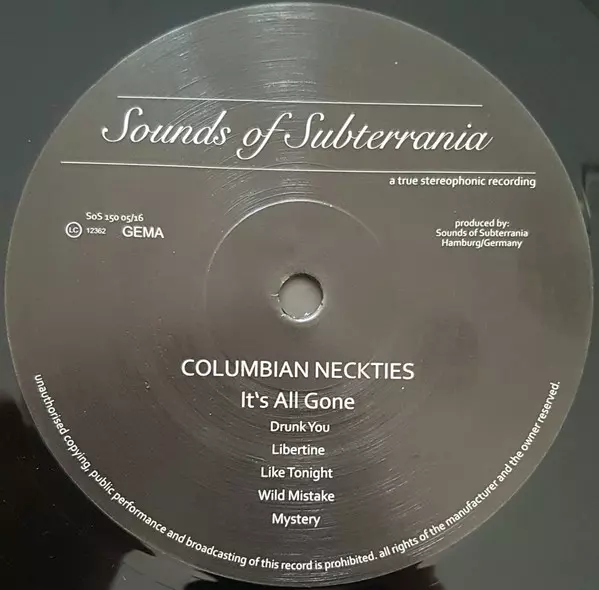 Sounds of Subterrania
a true stereophonic recording
SoS 150 05/16
LC 12362 GEMA
produced by:
Sounds of Subterrania
Hamburg/Germany
COLUMBIAN NECKTIES
It's All Gone
Drunk You
Libertine
Like Tonight
Wild Mistake
Mystery
unauthorised copying, public performance and broadcasting of this record is prohibited. all rights of the manufacturer and the owner reserved.